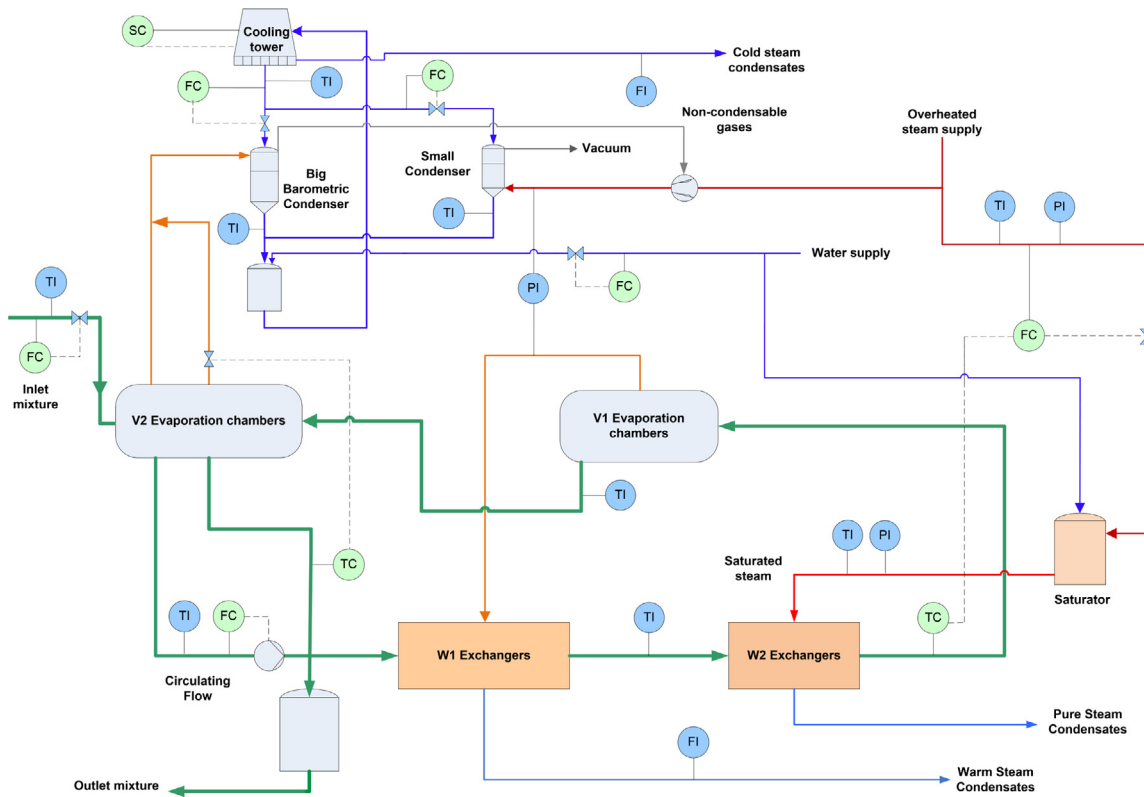 SC
Cooling
tower
FC
TI
FC
FI
Cold steam
condensates
Non-condensable
gases
Overheated
steam supply
Small
Condenser
Vacuum
Big
Barometric
Condenser
TI
TI
TI
PI
Water supply
TI
PI
FC
FC
TI
FC
Inlet
mixture
V2 Evaporation chambers
V1 Evaporation
chambers
TI
TC
TI
PI
Saturated
steam
Saturator
TI
FC
TI
TC
W1 Exchangers
W2 Exchangers
Circulating
Flow
Pure Steam
Condensates
FI
Outlet mixture
Warm Steam
Condensates